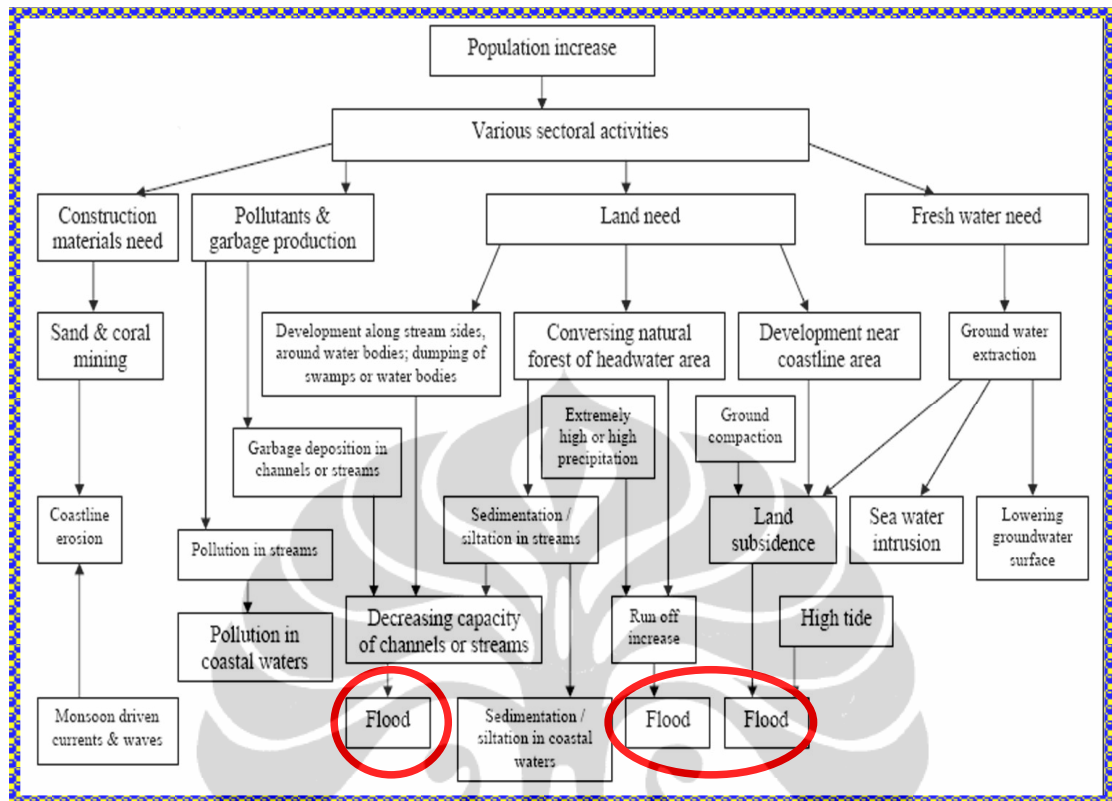 Population increase
Various sectoral activities
Construction
materials need
Pollutants &
garbage production
Land need
Fresh water need
Sand & coral
mining
Development along stream sides,
around water bodies; dumping of
swamps or water bodies
Conversing natural
forest of headwater area
Development near
coastline area
Ground water
extraction
Extremely
high or high
precipitation
Ground
compaction
Garbage deposition in
channels or streams
Coastline
erosion
Pollution in streams
Sedimentation /
siltation in streams
Land
subsidence
Sea water
intrusion
Lowering
groundwater
surface
Pollution in
coastal waters
Decreasing capacity
of channels or streams
Run off
increase
High tide
Monsoon driven
currents & waves
Flood
Sedimentation /
siltation in coastal
waters
Flood
Flood